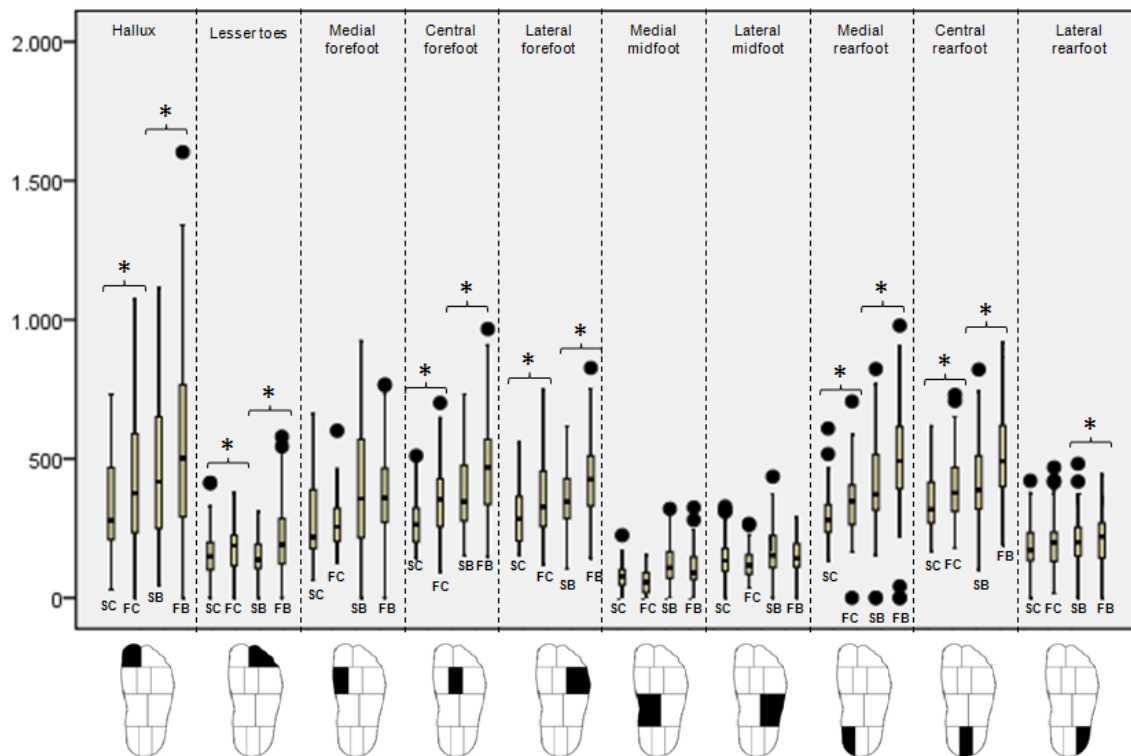 Hallux
Lesser toes
Medial
forefoot
Central
forefoot
Lateral
forefoot
Medial
midfoot
Lateral
midfoot
Medial
rearfoot
Central
rearfoot
Lateral
rearfoot
2.000
1.500
1.000
500
0
*
*
*
*
*
*
*
*
*
*
*
*
*
SC
FC
SB
FB
SC
FC
SB
FB
SC
FC
SB
FB
SC
FC
SB
FB
SC
FC
SB
FB
SC
FC
SB
FB
SC
FC
SB
FB
SC
FC
SB
FB
SC
FC
SB
FB
SC
FC
SB
FB